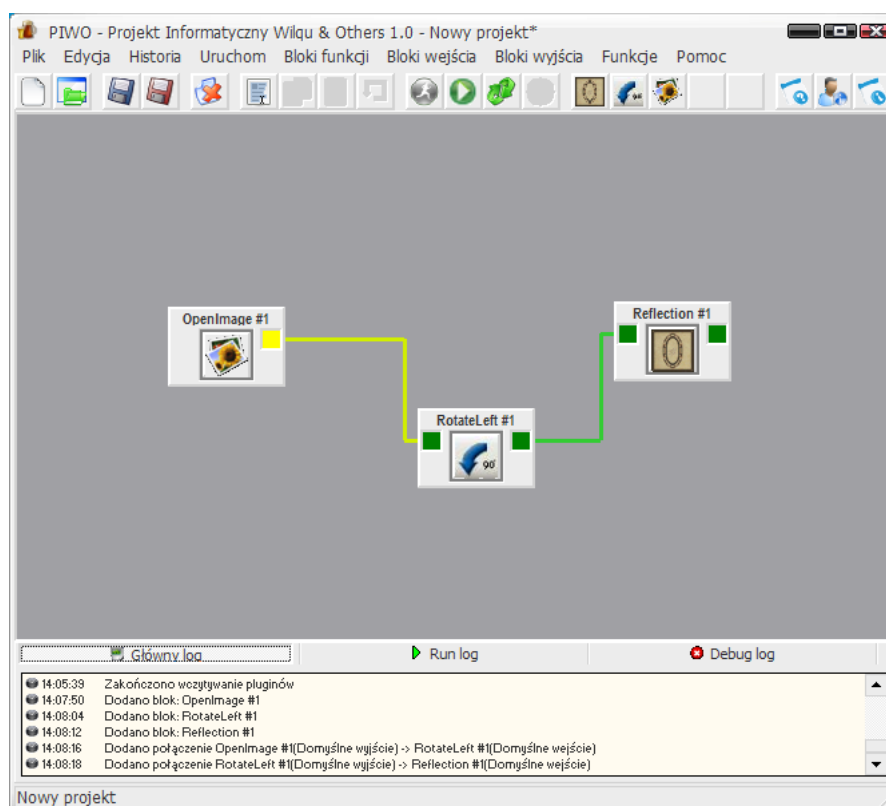 PIWO - Projekt Informatyczny Wilqu & Others 1.0 - Nowy projekt*
Plik Edycja Historia Uruchom Bloki funkcji Bloki wejścia Bloki wyjścia Funkcje Pomoc
OpenImage #1
Reflection #1
RotateLeft #1
90°
Główny log Run log Debug log
14:05:39 Zakończono wczytywanie pluginów
14:07:50 Dodano blok: OpenImage #1
14:08:04 Dodano blok: RotateLeft #1
14:08:12 Dodano blok: Reflection #1
14:08:16 Dodano połączenie OpenImage #1(Domyślne wyjście) -> RotateLeft #1(Domyślne wejście)
14:08:18 Dodano połączenie RotateLeft #1(Domyślne wyjście) -> Reflection #1(Domyślne wejście)
Nowy projekt